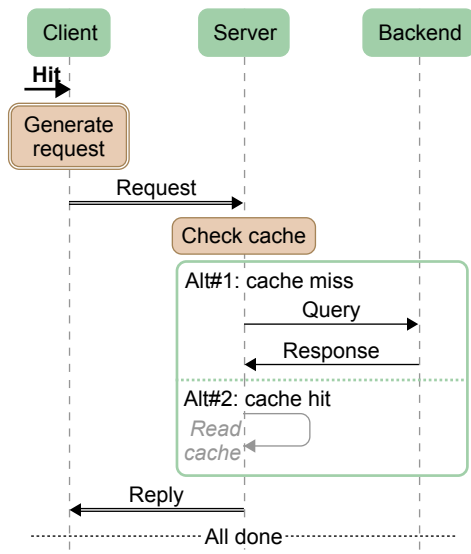 Client Server Backend
Hit
Generate
request
Request
Check cache
Alt#1: cache miss
Query
Response
Alt#2: cache hit
Read
cache
Reply
All done